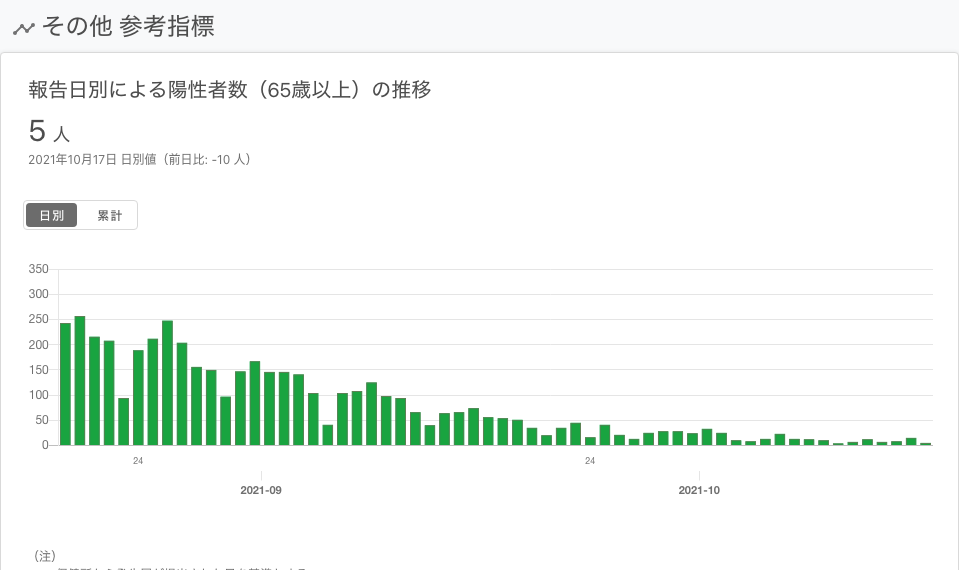 その他 参考指標
報告日別による陽性者数（65歳以上）の推移
5 人
2021年10月17日 日別値（前日比: -10 人）
日別 累計
350
300
250
200
150
100
50
0
24 24
2021-09 2021-10
（注）